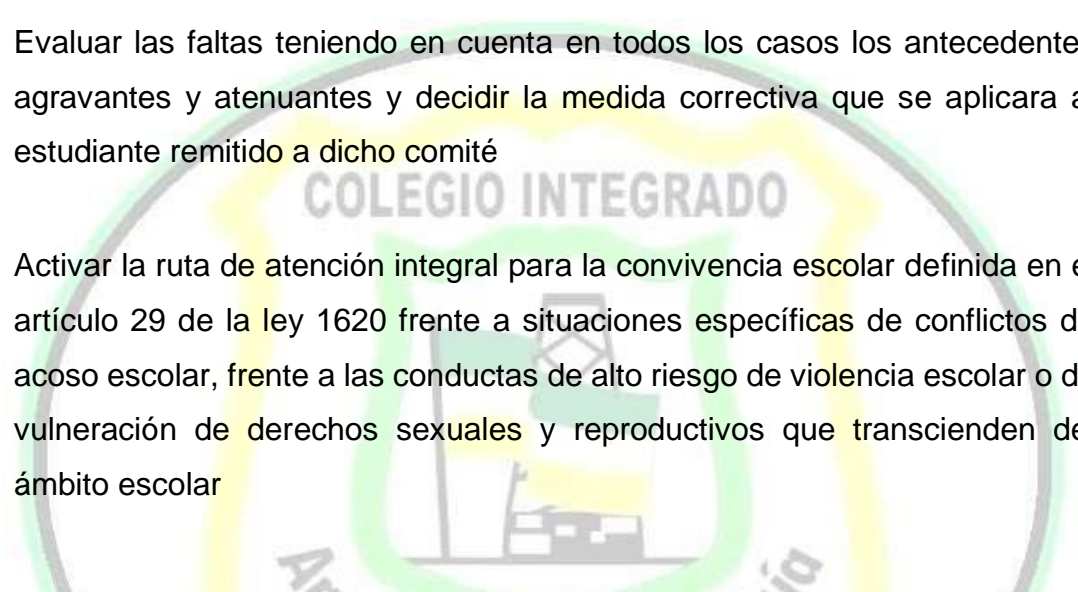 Evaluar las faltas teniendo en cuenta en todos los casos los antecedente
agravantes y atenuantes y decidir la medida correctiva que se aplicara a
estudiante remitido a dicho comité
COLEGIO INTEGRADO
Activar la ruta de atención integral para la convivencia escolar definida en e
artículo 29 de la ley 1620 frente a situaciones específicas de conflictos d
acoso escolar, frente a las conductas de alto riesgo de violencia escolar o d
vulneración de derechos sexuales y reproductivos que transcienden de
ámbito escolar